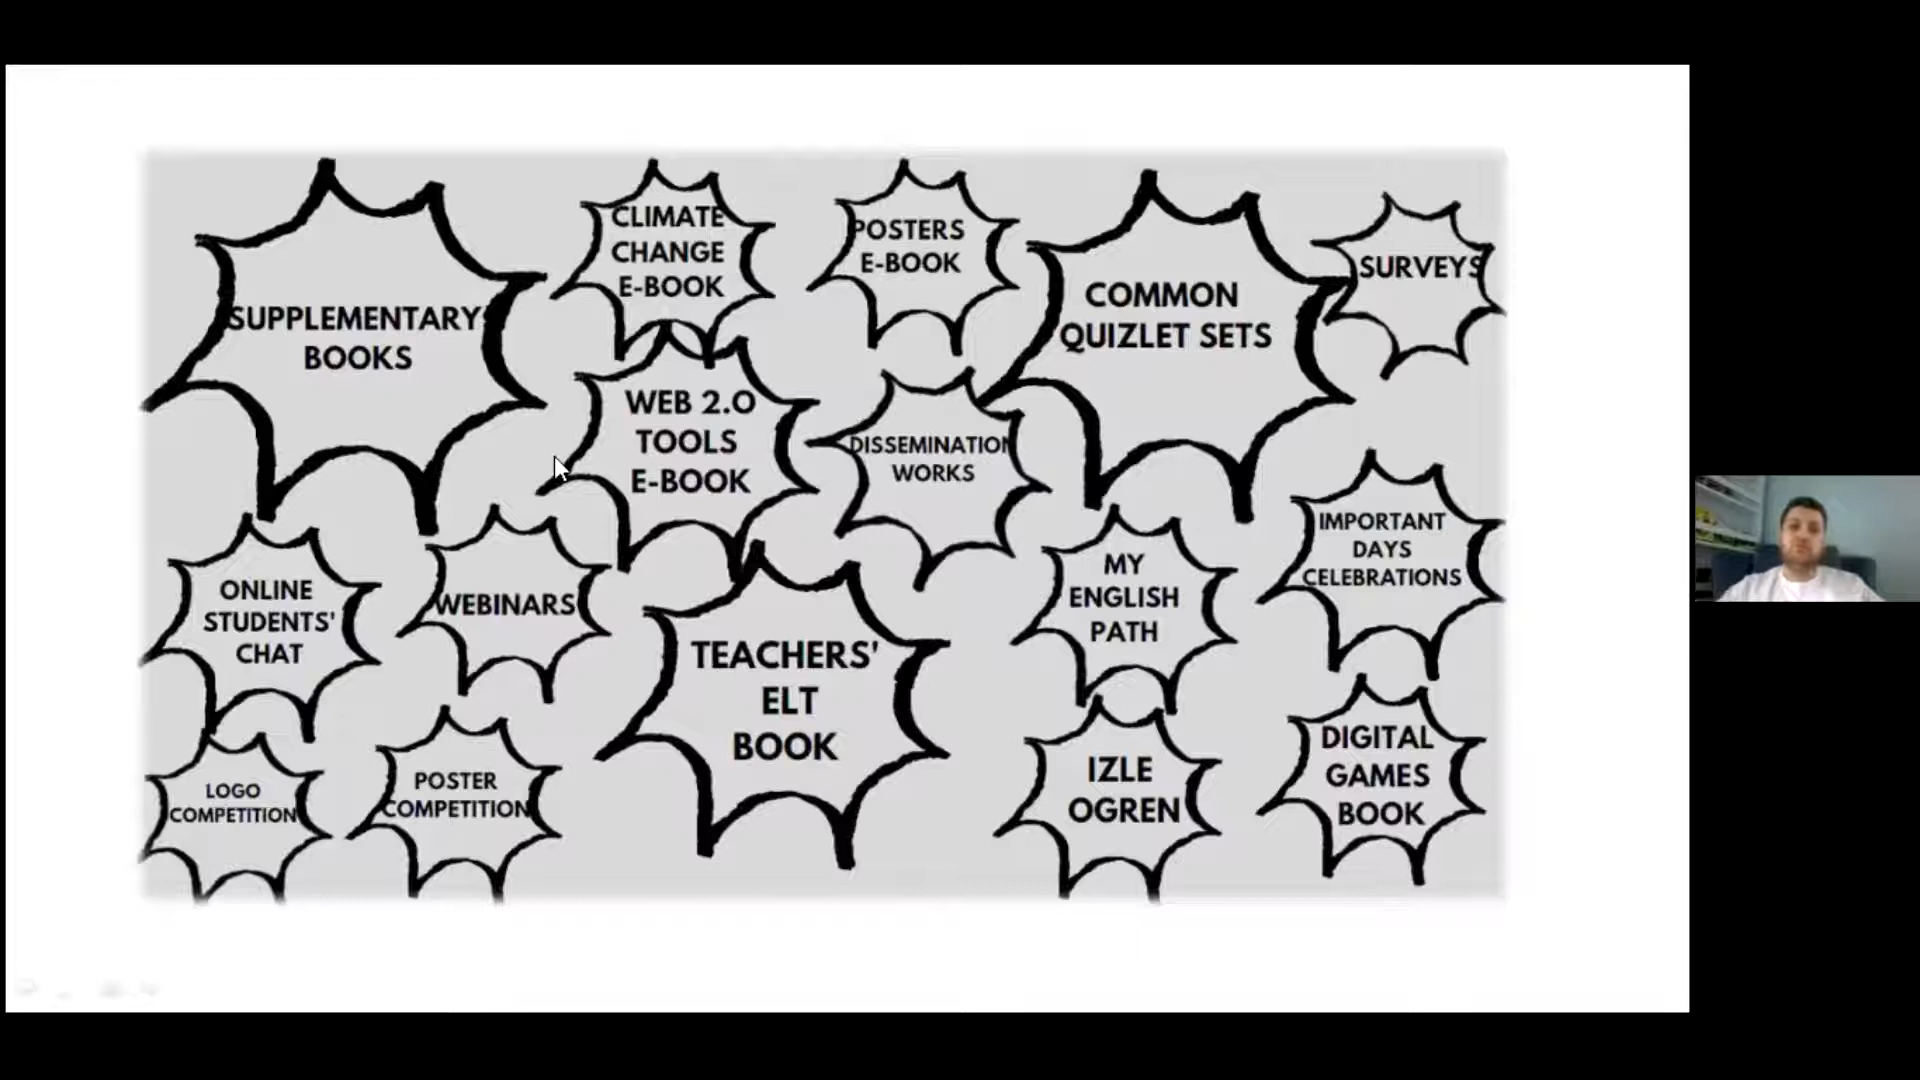 SUPPLEMENTARY
BOOKS
CLIMATE
CHANGE
E-BOOK
POSTERS
E-BOOK
COMMON
QUIZLET SETS
SURVEYS
WEB 2.0
TOOLS
E-BOOK
DISSEMINATION
WORKS
ONLINE
STUDENTS'
CHAT
WEBINARS
TEACHERS'
ELT
BOOK
MY
ENGLISH
PATH
IMPORTANT
DAYS
CELEBRATIONS
LOGO
COMPETITION
POSTER
COMPETITION
IZLE
OGREN
DIGITAL
GAMES
BOOK